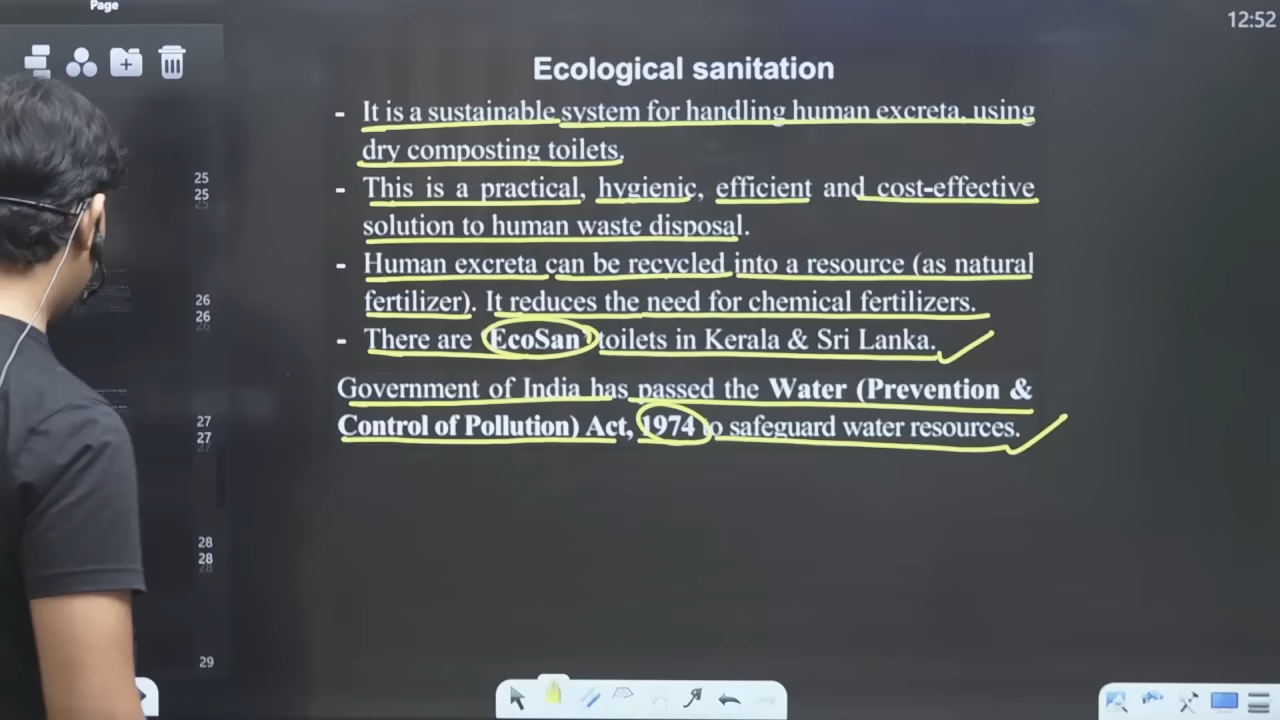 Page
12:52
Ecological sanitation
- It is a sustainable system for handling human excreta, using
dry composting toilets.
- This is a practical, hygienic, efficient and cost-effective
solution to human waste disposal.
- Human excreta can be recycled into a resource (as natural
fertilizer). It reduces the need for chemical fertilizers.
- There are EcoSan toilets in Kerala & Sri Lanka.
Government of India has passed the Water (Prevention &
Control of Pollution) Act, 1974 to safeguard water resources.
25
25
26
26
27
27
28
28
29